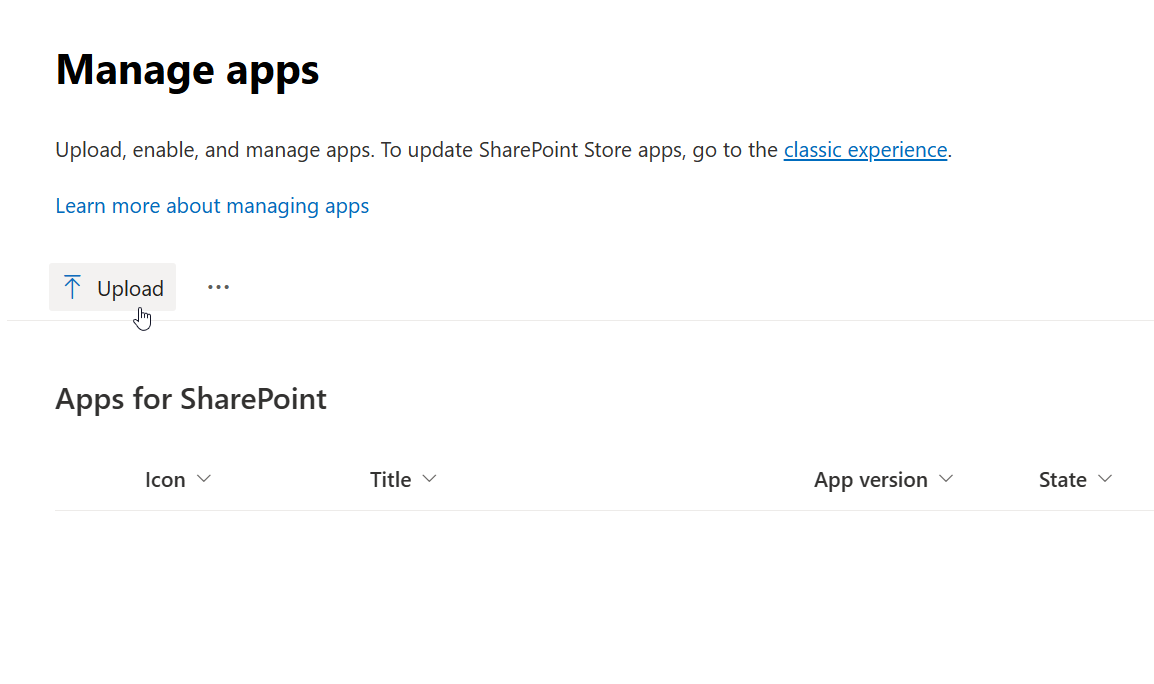 Manage apps
Upload, enable, and manage apps. To update SharePoint Store apps, go to the classic experience.
Learn more about managing apps
Upload ···
Apps for SharePoint
Icon Title App version State